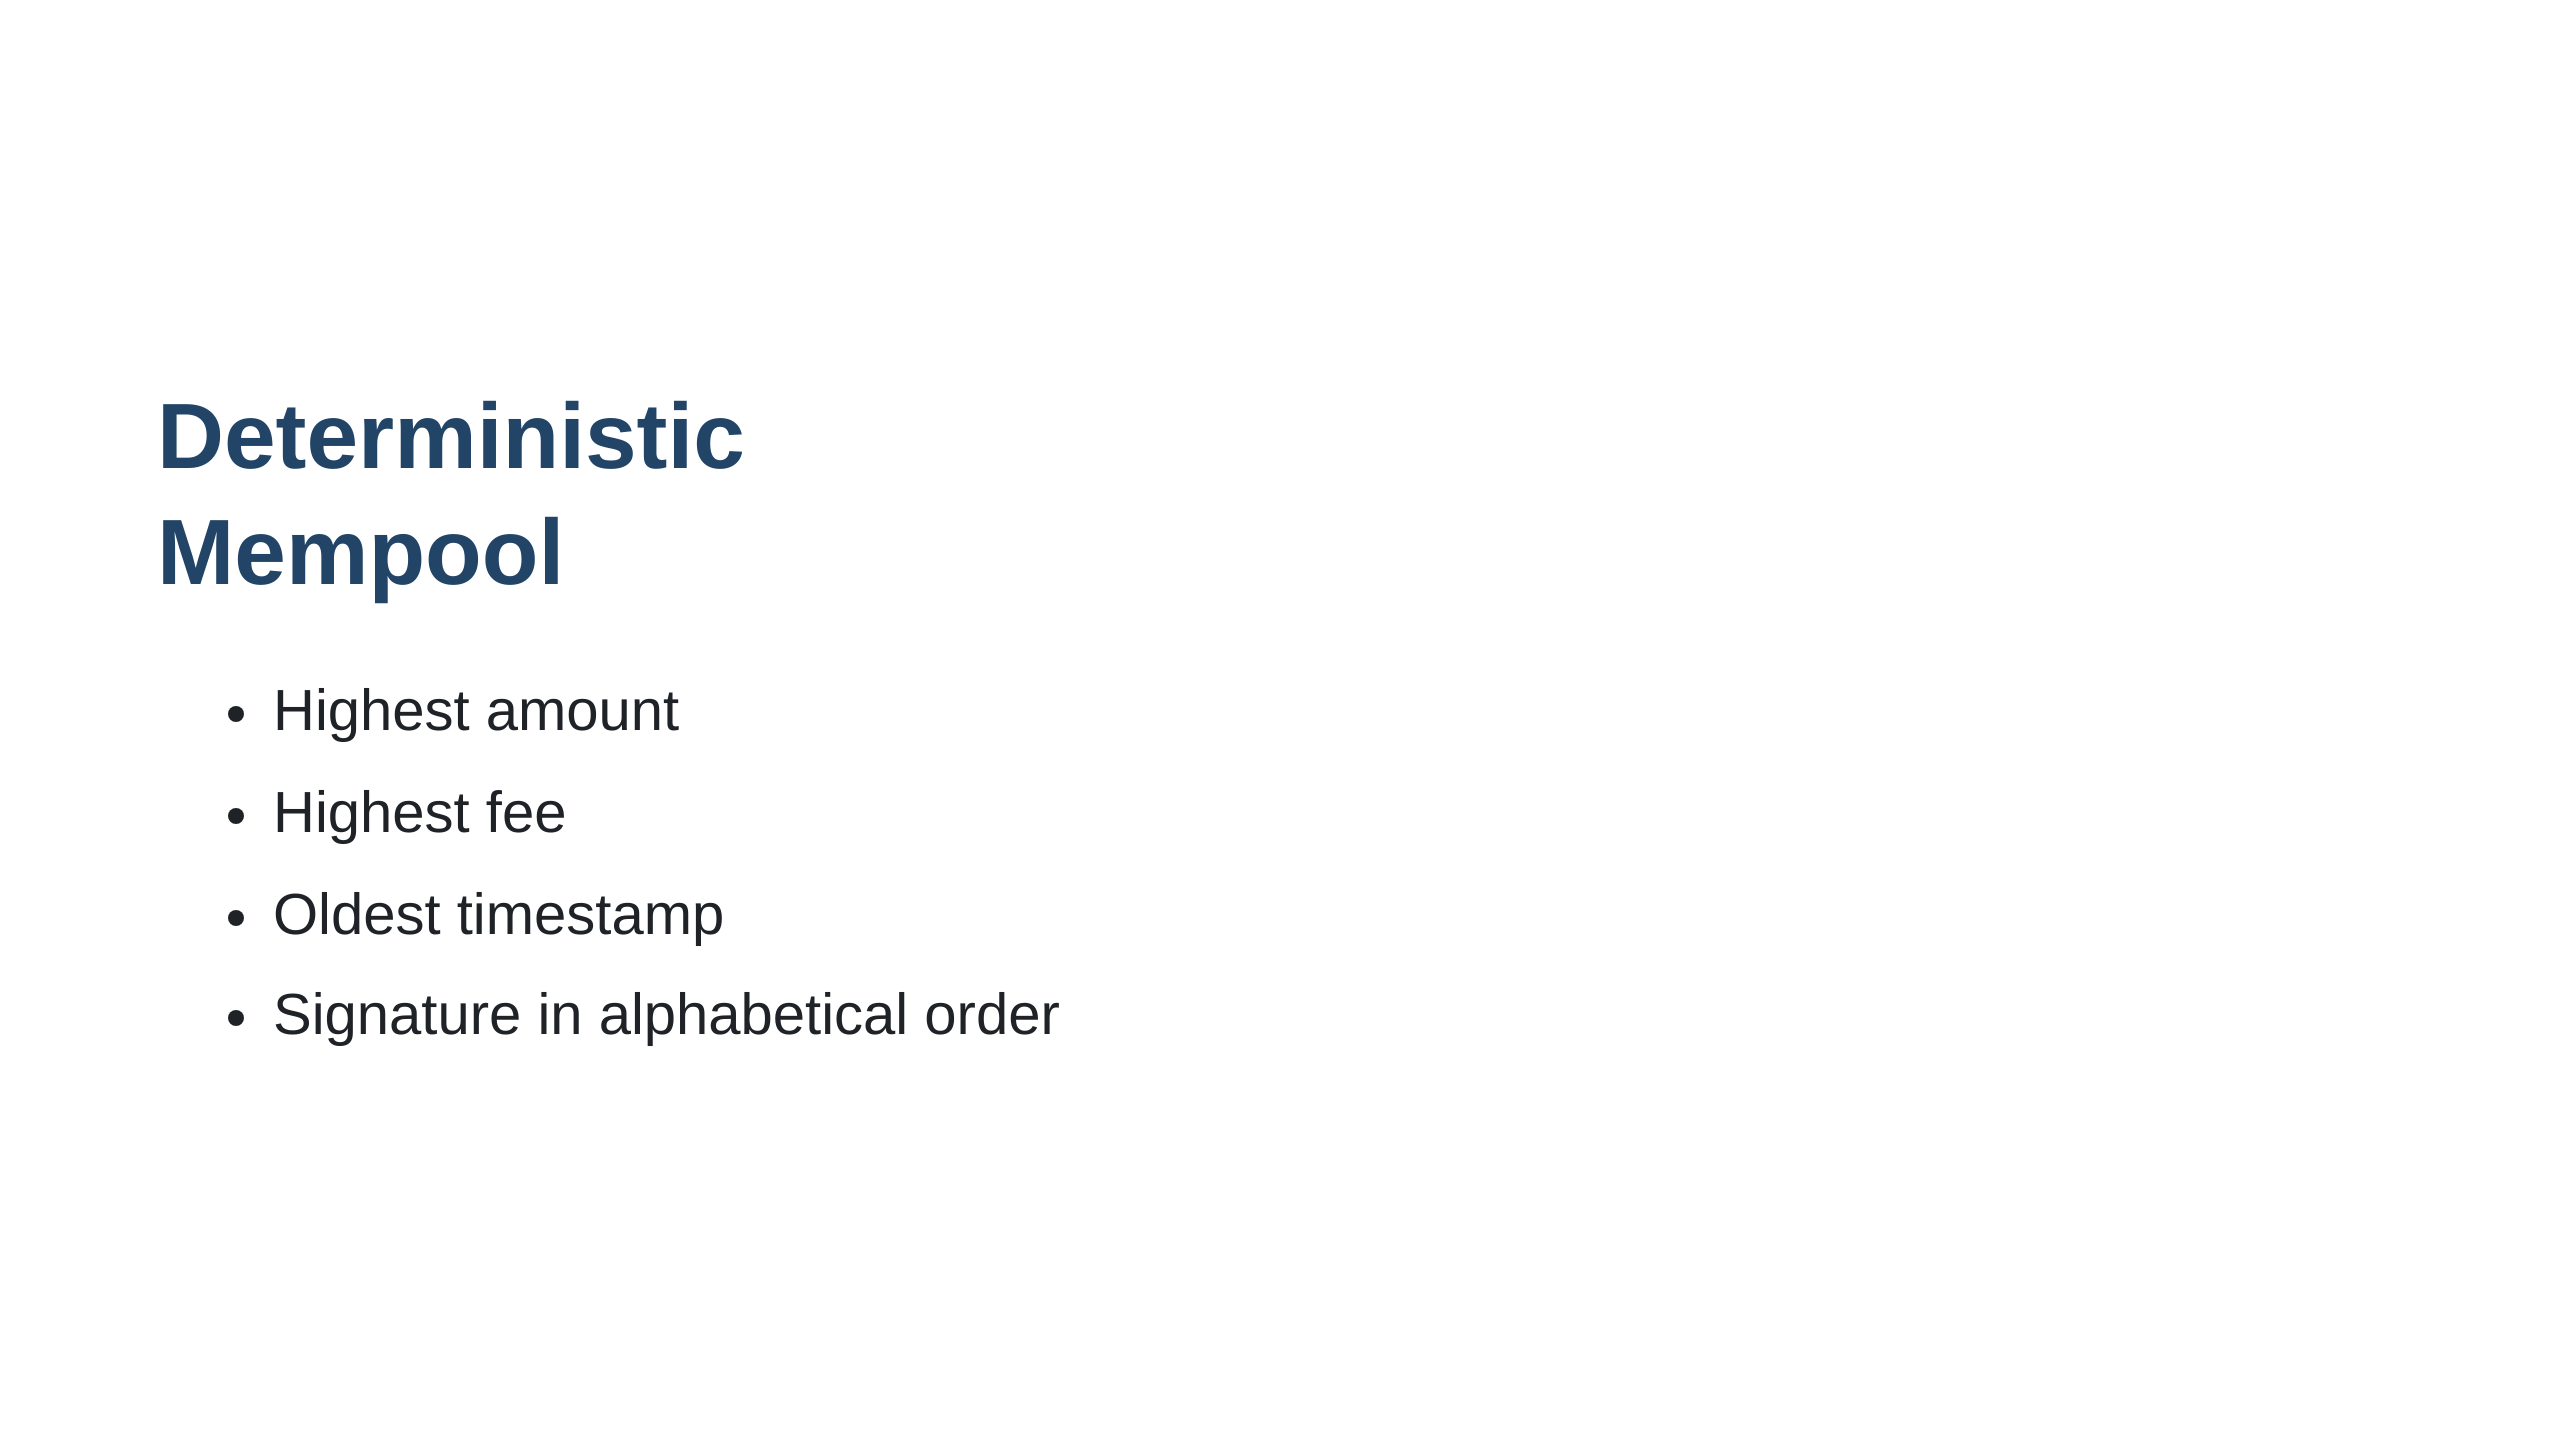 Deterministic
Mempool
• Highest amount
• Highest fee
• Oldest timestamp
• Signature in alphabetical order